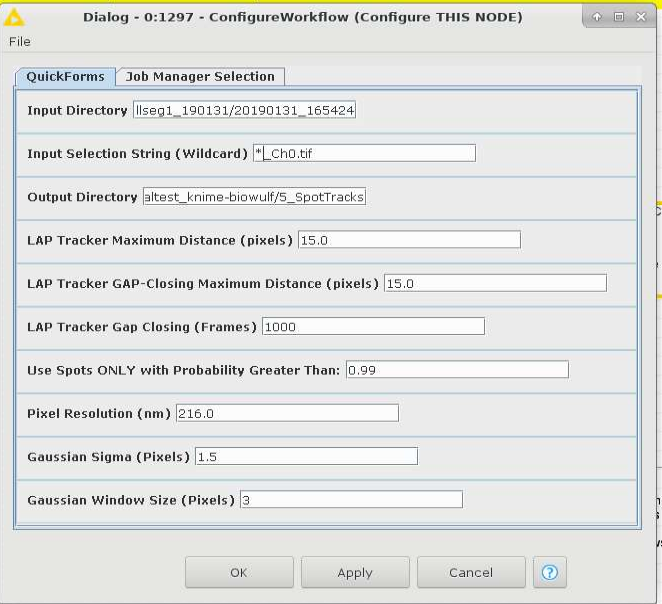 Dialog - 0:1297 - ConfigureWorkflow (Configure THIS NODE)
File
QuickForms Job Manager Selection
Input Directory llseg1_190131/20190131_165424
Input Selection String (Wildcard) *_Ch0.tif
Output Directory altest_knime-biowulf/5_SpotTracks
LAP Tracker Maximum Distance (pixels) 15.0
LAP Tracker GAP-Closing Maximum Distance (pixels) 15.0
LAP Tracker Gap Closing (Frames) 1000
Use Spots ONLY with Probability Greater Than: 0.99
Pixel Resolution (nm) 216.0
Gaussian Sigma (Pixels) 1.5
Gaussian Window Size (Pixels) 3
OK Apply Cancel ?